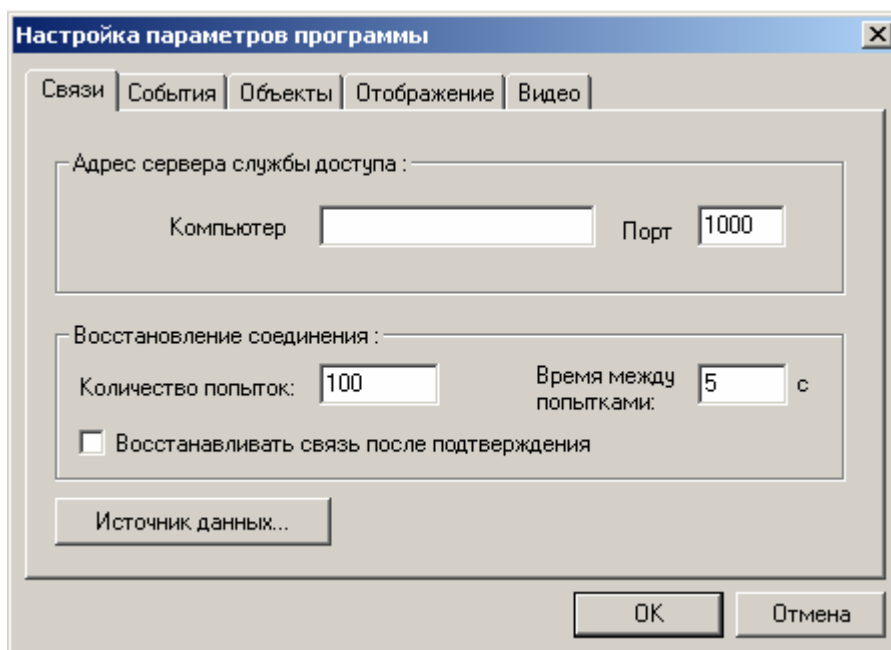 Настройка параметров программы
Связи События Объекты Отображение Видео
Адрес сервера службы доступа :
Компьютер Порт 1000
Восстановление соединения :
Количество попыток: 100 Время между попытками: 5 с
Восстанавливать связь после подтверждения
Источник данных...
OK Отмена